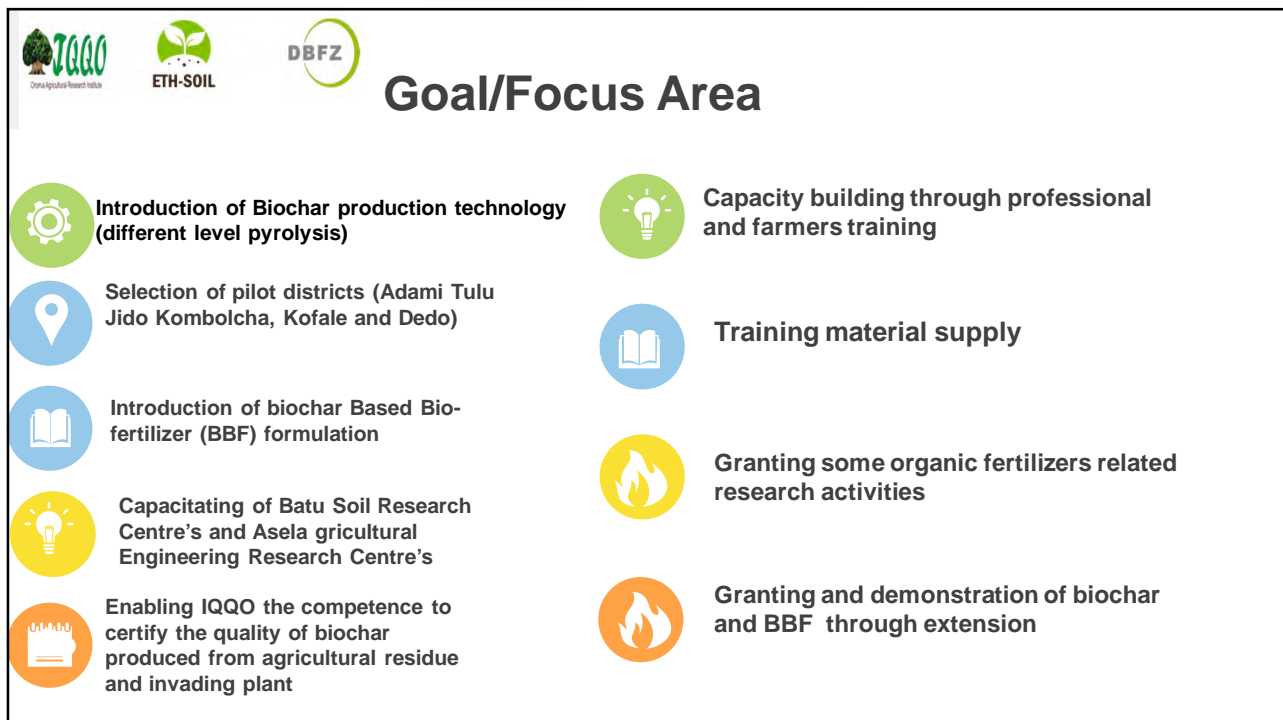 IQQO
Oromia Agricultural Research Institute
ETH-SOIL
DBFZ
Goal/Focus Area
Introduction of Biochar production technology
(different level pyrolysis)
Selection of pilot districts (Adami Tulu
Jido Kombolcha, Kofale and Dedo)
Introduction of biochar Based Bio-
fertilizer (BBF) formulation
Capacitating of Batu Soil Research
Centre's and Asela gricultural
Engineering Research Centre's
Enabling IQQO the competence to
certify the quality of biochar
produced from agricultural residue
and invading plant
Capacity building through professional
and farmers training
Training material supply
Granting some organic fertilizers related
research activities
Granting and demonstration of biochar
and BBF through extension